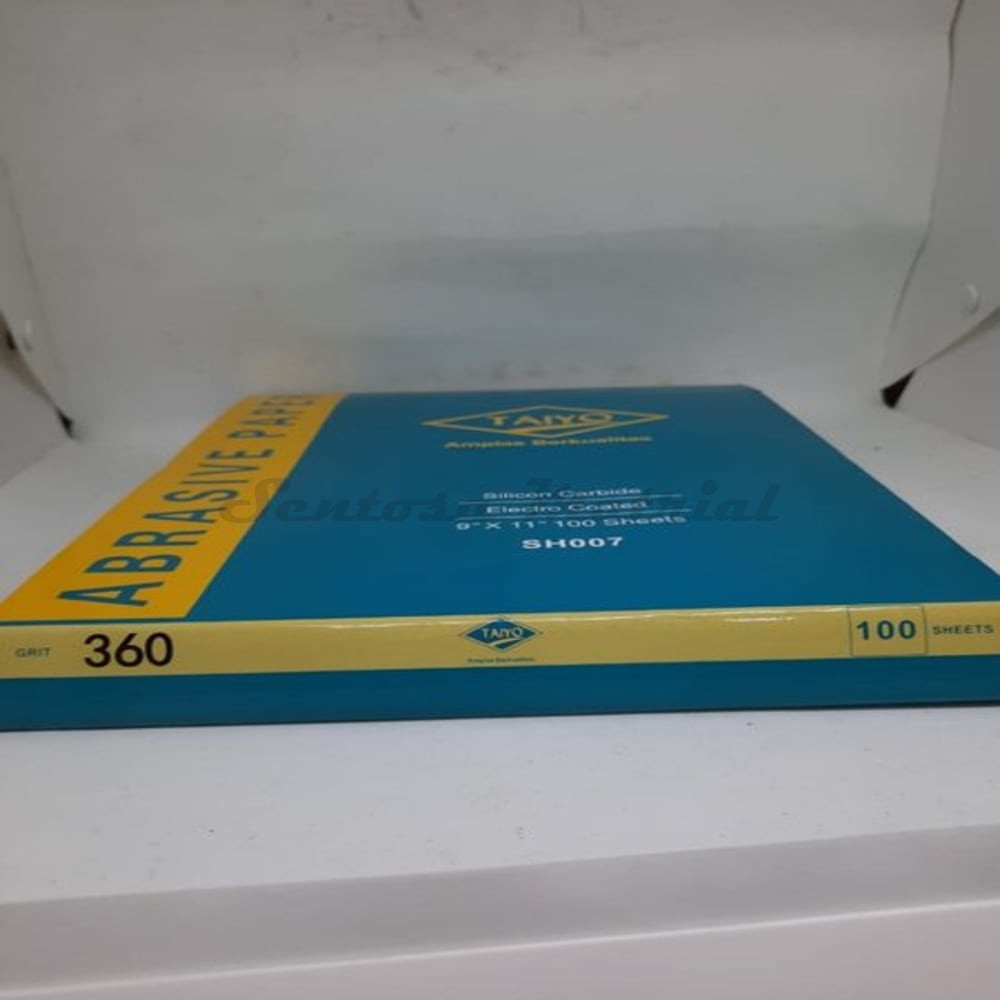 ABRASIVE PAPER
TAIYO
Amplas Berkualitas
Silicon Carbide
Electro Coated
9" X 11" 100 Sheets
SH007
GRIT 360
TAIYO
Amplas Berkualitas
100 SHEETS